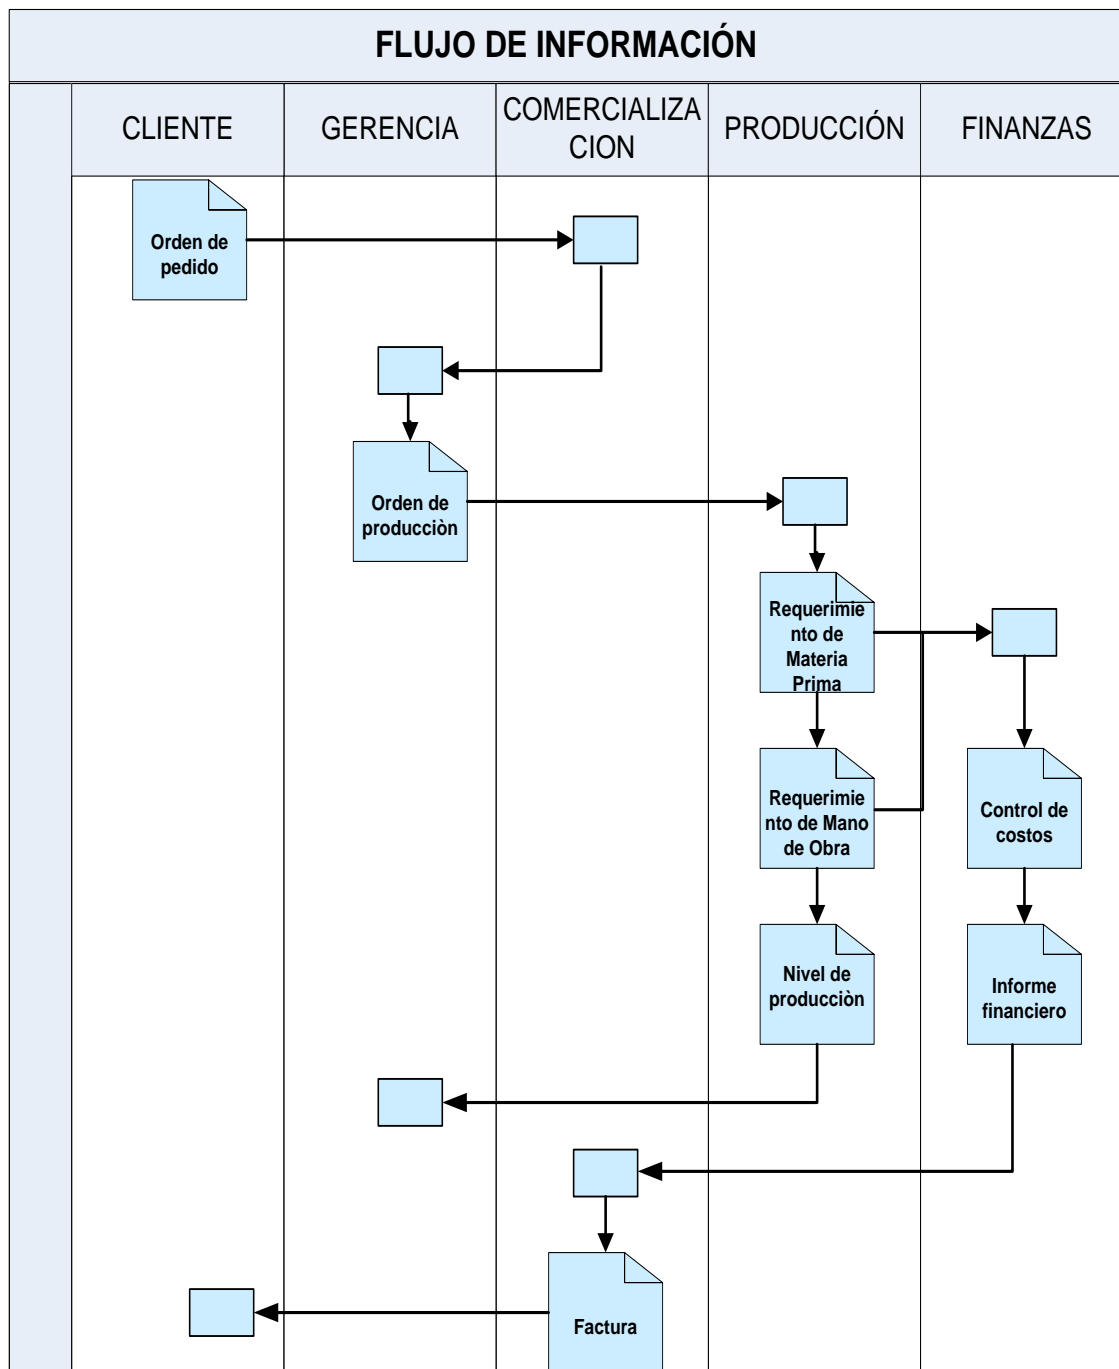 FLUJO DE INFORMACIÓN
CLIENTE
GERENCIA
COMERCIALIZA
CION
PRODUCCIÓN
FINANZAS
Orden de
pedido
Orden de
producciòn
Requerimie
nto de
Materia
Prima
Requerimie
nto de Mano
de Obra
Control de
costos
Nivel de
producciòn
Informe
financiero
Factura